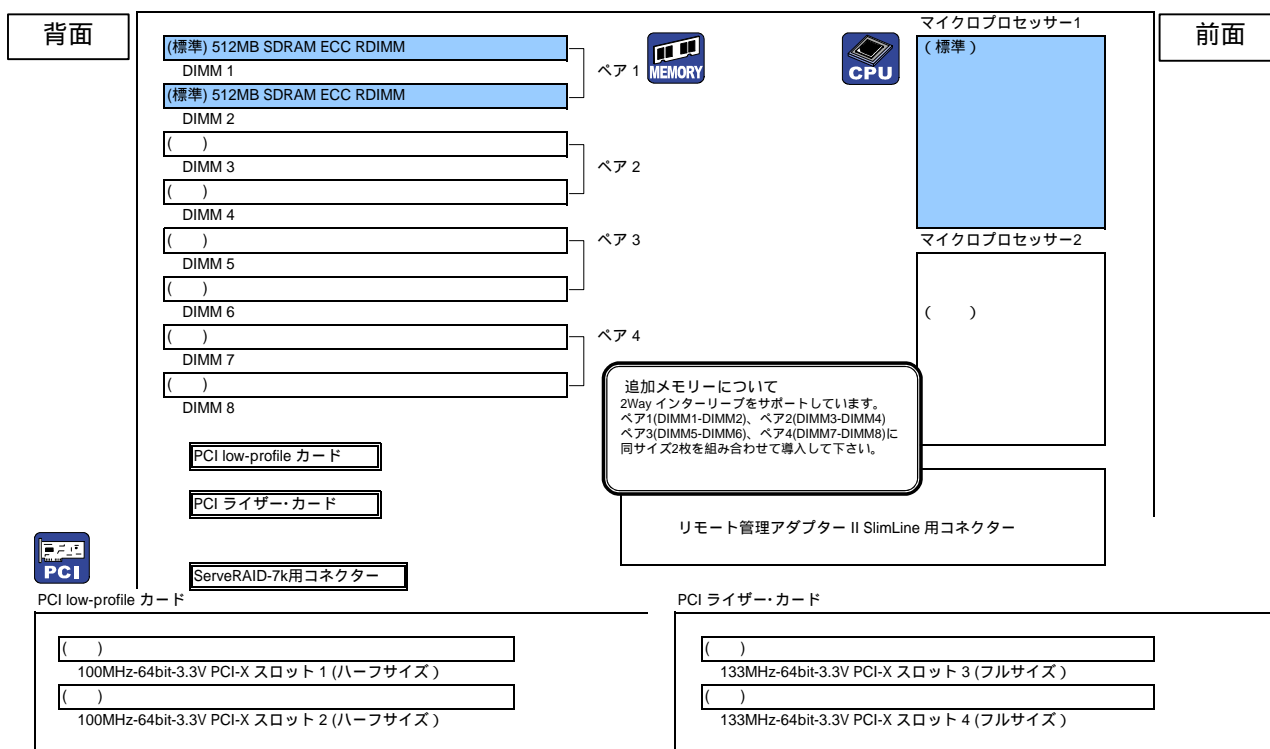 背面
前面
(標準) 512MB SDRAM ECC RDIMM
DIMM 1
(標準) 512MB SDRAM ECC RDIMM
DIMM 2
ペア 1
MEMORY
CPU
マイクロプロセッサー1
( 標準 )
( )
DIMM 3
( )
DIMM 4
ペア 2
( )
DIMM 5
( )
DIMM 6
ペア 3
マイクロプロセッサー2
( )
( )
DIMM 7
( )
DIMM 8
ペア 4
追加メモリーについて
2Way インターリーブをサポートしています。
ペア1(DIMM1-DIMM2)、ペア2(DIMM3-DIMM4)
ペア3(DIMM5-DIMM6)、ペア4(DIMM7-DIMM8)に
同サイズ2枚を組み合わせて導入して下さい。
PCI low-profile カード
PCI ライザー・カード
リモート管理アダプター II SlimLine 用コネクター
PCI
ServeRAID-7k用コネクター
PCI low-profile カード
( )
100MHz-64bit-3.3V PCI-X スロット 1 (ハーフサイズ )
( )
100MHz-64bit-3.3V PCI-X スロット 2 (ハーフサイズ )
PCI ライザー・カード
( )
133MHz-64bit-3.3V PCI-X スロット 3 (フルサイズ )
( )
133MHz-64bit-3.3V PCI-X スロット 4 (フルサイズ )